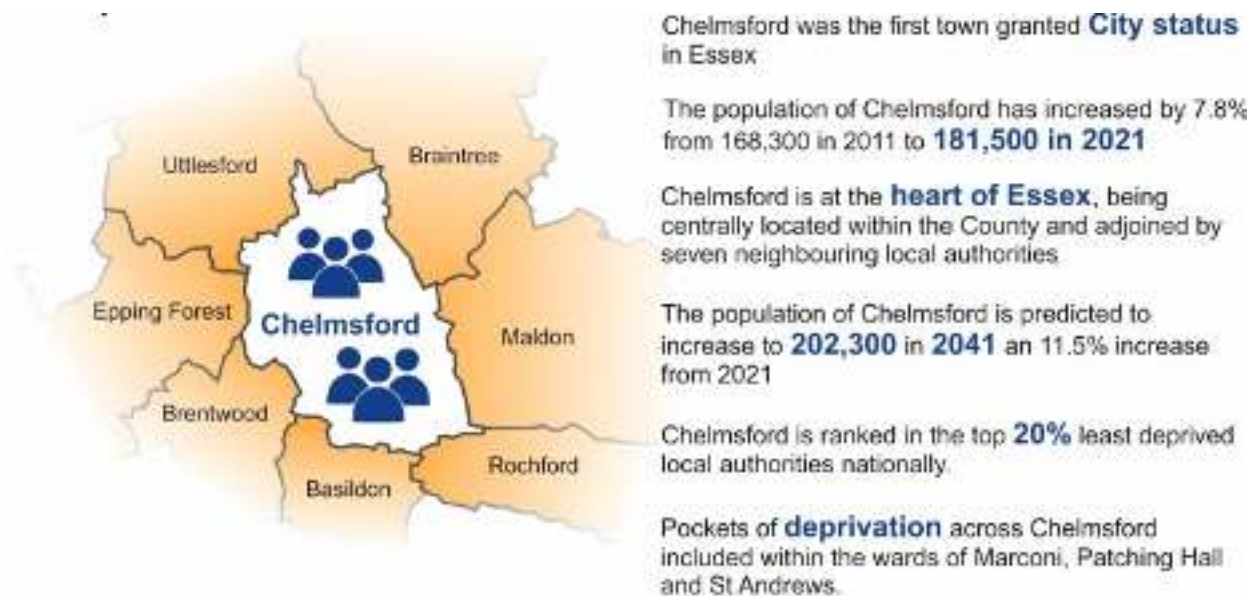 Uttlesford
Braintree
Epping Forest
Chelmsford
Maldon
Brentwood
Rochford
Basildon
Chelmsford was the first town granted City status
in Essex
The population of Chelmsford has increased by 7.8%
from 168,300 in 2011 to 181,500 in 2021
Chelmsford is at the heart of Essex, being
centrally located within the County and adjoined by
seven neighbouring local authorities
The population of Chelmsford is predicted to
increase to 202,300 in 2041 an 11.5% increase
from 2021
Chelmsford is ranked in the top 20% least deprived
local authorities nationally.
Pockets of deprivation across Chelmsford
included within the wards of Marconi, Patching Hall
and St Andrews.